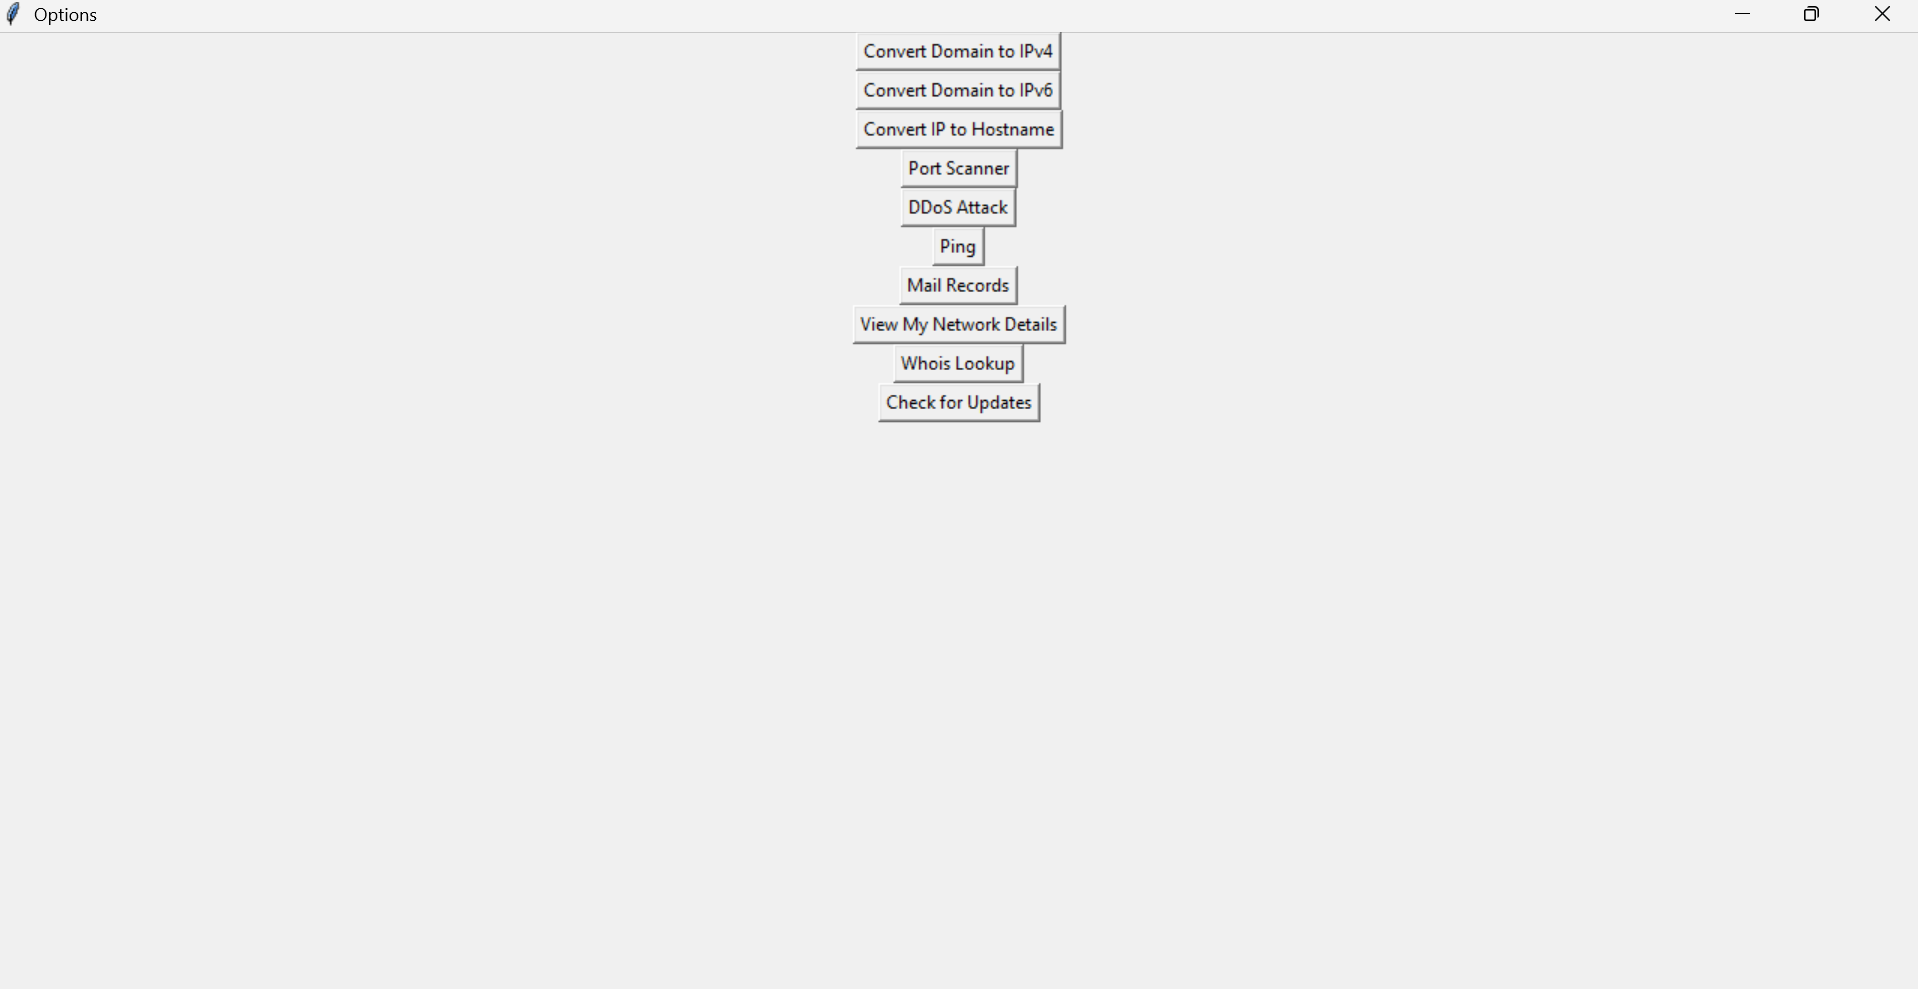 Options
Convert Domain to IPv4
Convert Domain to IPv6
Convert IP to Hostname
Port Scanner
DDoS Attack
Ping
Mail Records
View My Network Details
Whois Lookup
Check for Updates